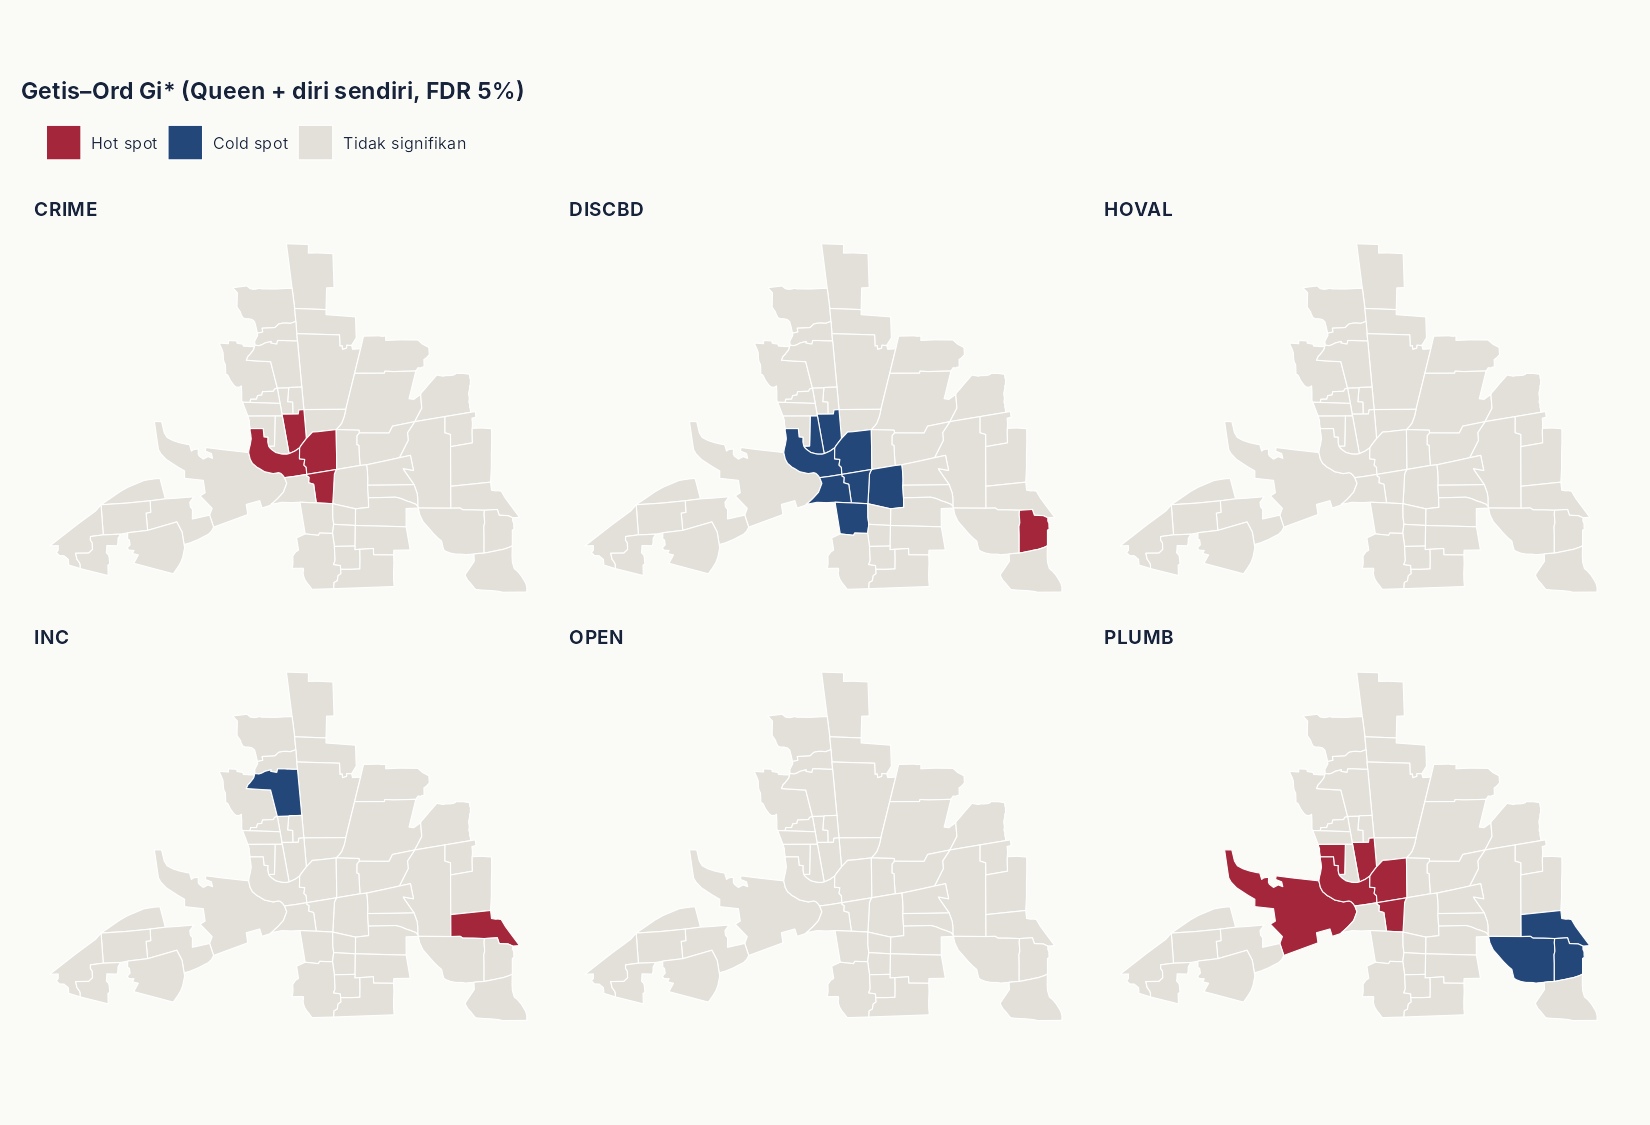 Getis–Ord Gi* (Queen + diri sendiri, FDR 5%)
Hot spot Cold spot Tidak signifikan
CRIME DISCBD HOVAL
INC OPEN PLUMB